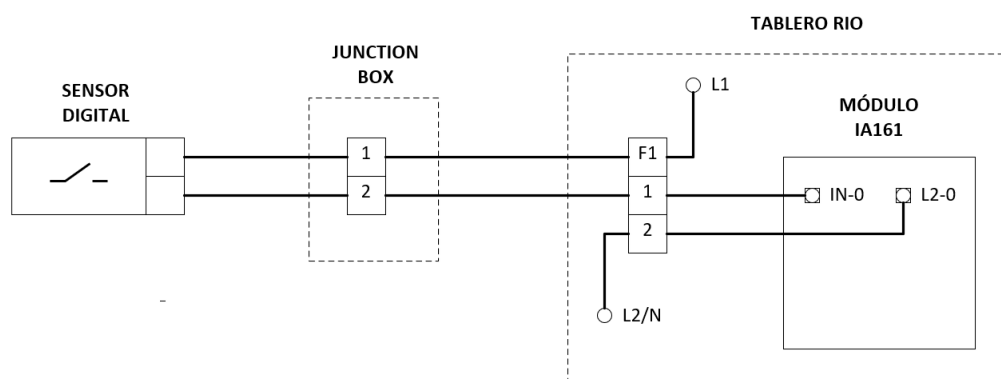 TABLERO RIO
JUNCTION
BOX
SENSOR
DIGITAL
L1
MÓDULO
IA161
1
F1
2
1
IN-0
L2-0
2
L2/N